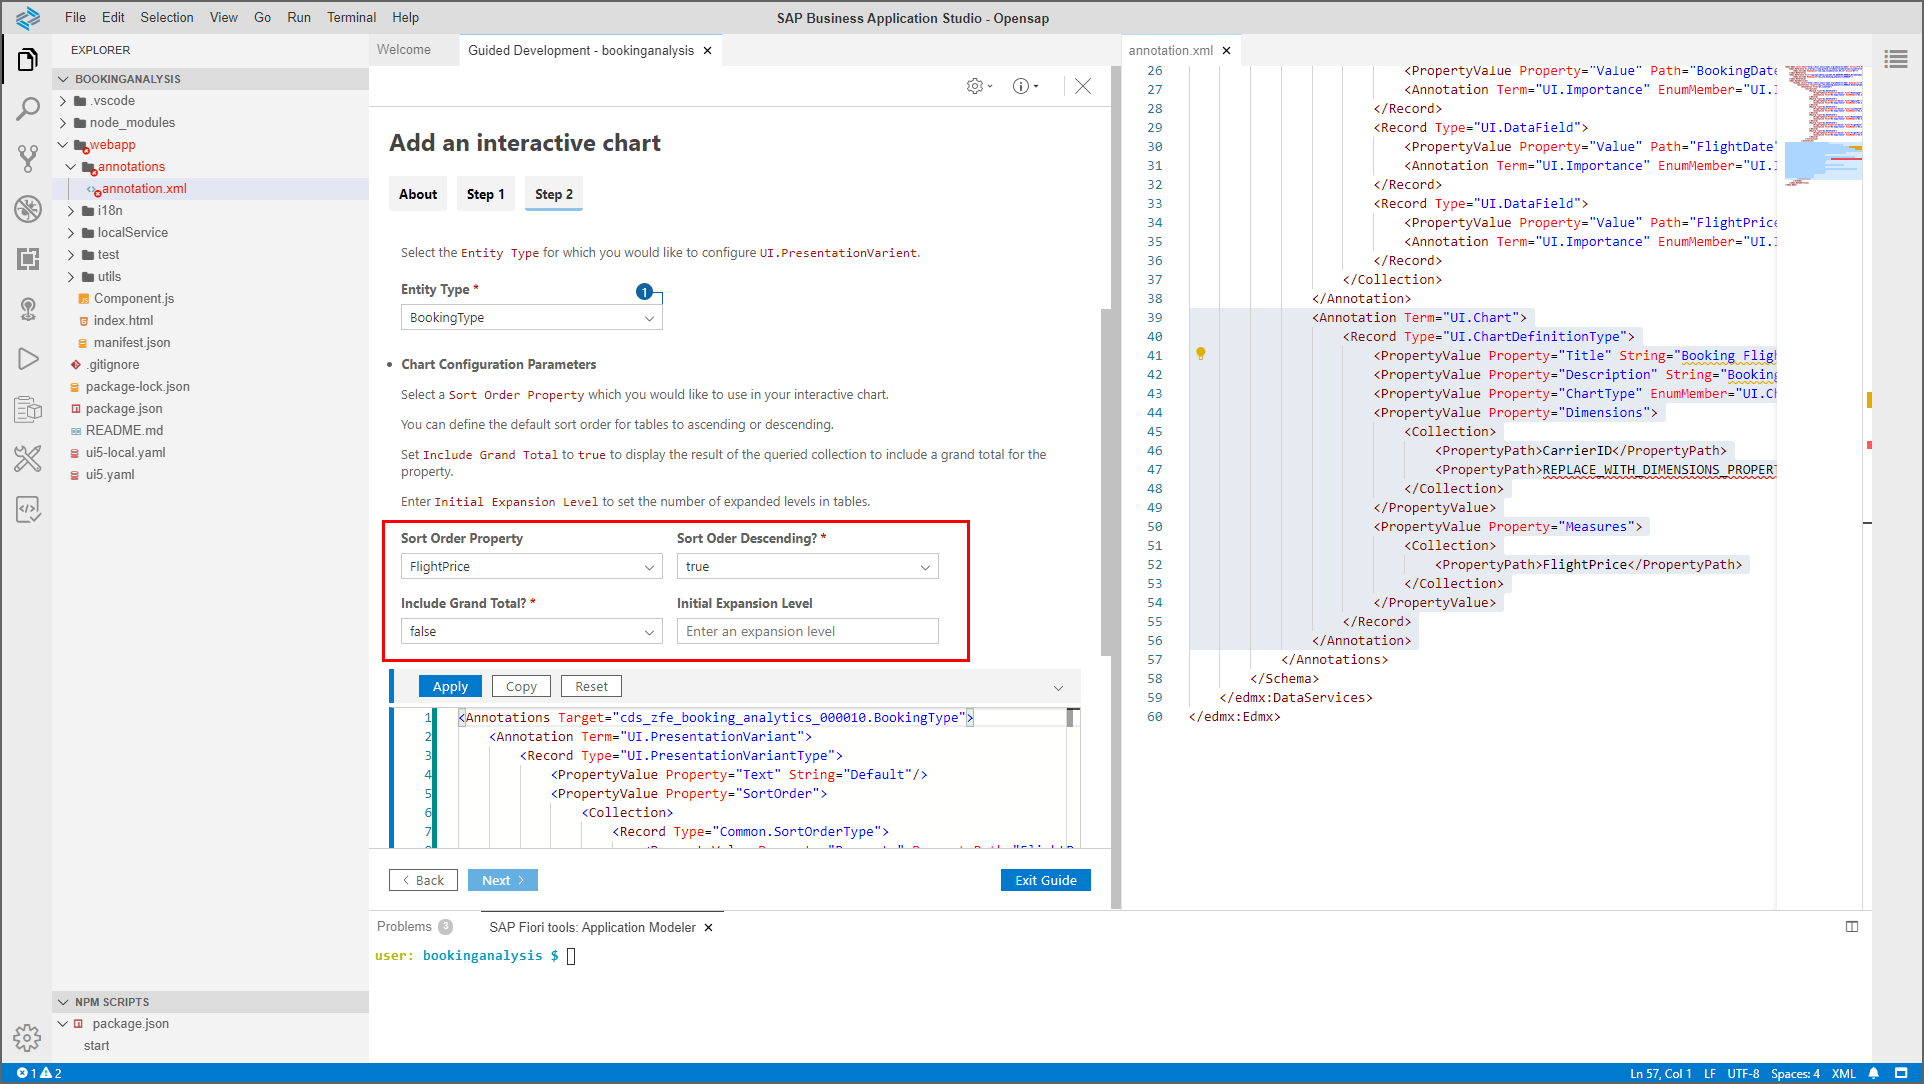 File Edit Selection View Go Run Terminal Help
SAP Business Application Studio - Opensap
EXPLORER
BOOKINGANALYSIS
.vscode
node_modules
webapp
annotations
annotation.xml
i18n
localService
test
utils
Component.js
index.html
manifest.json
.gitignore
package-lock.json
package.json
README.md
ui5-local.yaml
ui5.yaml
NPM SCRIPTS
package.json
start
Welcome
Guided Development - bookinganalysis
Add an interactive chart
About Step 1 Step 2
Select the Entity Type for which you would like to configure UI.PresentationVarient.
Entity Type *
1
BookingType
Chart Configuration Parameters
Select a Sort Order Property which you would like to use in your interactive chart.
You can define the default sort order for tables to ascending or descending.
Set Include Grand Total to true to display the result of the queried collection to include a grand total for the
property.
Enter Initial Expansion Level to set the number of expanded levels in tables.
Sort Order Property Sort Oder Descending? *
FlightPrice true
Include Grand Total? * Initial Expansion Level
false Enter an expansion level
Apply Copy Reset
1 <Annotations Target="cds_zfe_booking_analytics_000010.BookingType">
2 <Annotation Term="UI.PresentationVariant">
3 <Record Type="UI.PresentationVariantType">
4 <PropertyValue Property="Text" String="Default"/>
5 <PropertyValue Property="SortOrder">
6 <Collection>
7 <Record Type="Common.SortOrderType">
Back Next Exit Guide
annotation.xml
26 <PropertyValue Property="Value" Path="BookingDate
27 <Annotation Term="UI.Importance" EnumMember="UI.I
28 </Record>
29 <Record Type="UI.DataField">
30 <PropertyValue Property="Value" Path="FlightDate"
31 <Annotation Term="UI.Importance" EnumMember="UI.I
32 </Record>
33 <Record Type="UI.DataField">
34 <PropertyValue Property="Value" Path="FlightPrice
35 <Annotation Term="UI.Importance" EnumMember="UI.I
36 </Record>
37 </Collection>
38 </Annotation>
39 <Annotation Term="UI.Chart">
40 <Record Type="UI.ChartDefinitionType">
41 <PropertyValue Property="Title" String="Booking Fligh
42 <PropertyValue Property="Description" String="Booking
43 <PropertyValue Property="ChartType" EnumMember="UI.Ch
44 <PropertyValue Property="Dimensions">
45 <Collection>
46 <PropertyPath>CarrierID</PropertyPath>
47 <PropertyPath>REPLACE_WITH_DIMENSIONS_PROPERT
48 </Collection>
49 </PropertyValue>
50 <PropertyValue Property="Measures">
51 <Collection>
52 <PropertyPath>FlightPrice</PropertyPath>
53 </Collection>
54 </PropertyValue>
55 </Record>
56 </Annotation>
57 </Annotations>
58 </Schema>
59 </edmx:DataServices>
60 </edmx:Edmx>
Problems 3 SAP Fiori tools: Application Modeler
user: bookinganalysis $
1 2
Ln 57, Col 1 LF UTF-8 Spaces: 4 XML